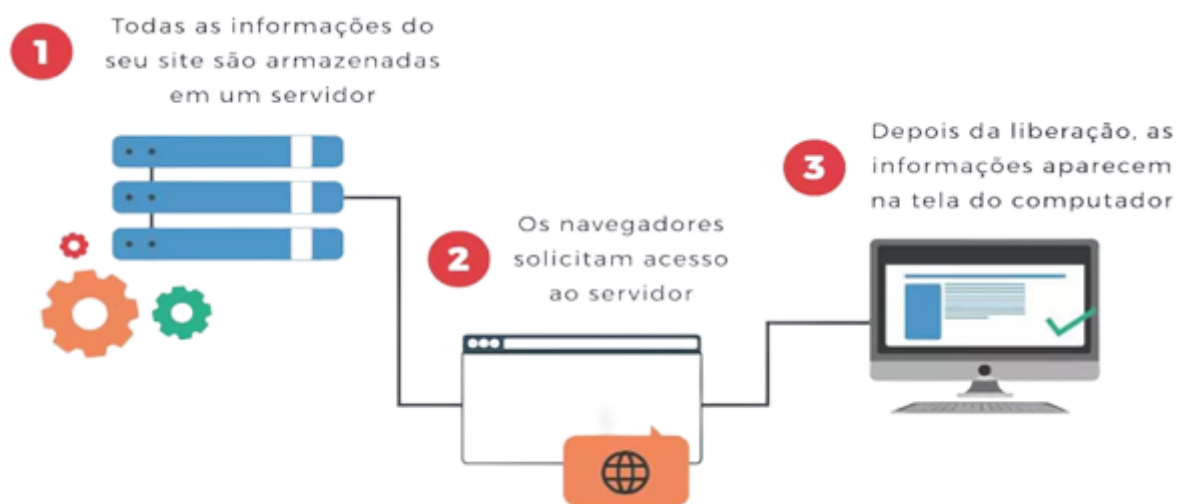 1
Todas as informações do
seu site são armazenadas
em um servidor
2
Os navegadores
solicitam acesso
ao servidor
3
Depois da liberação, as
informações aparecem
na tela do computador